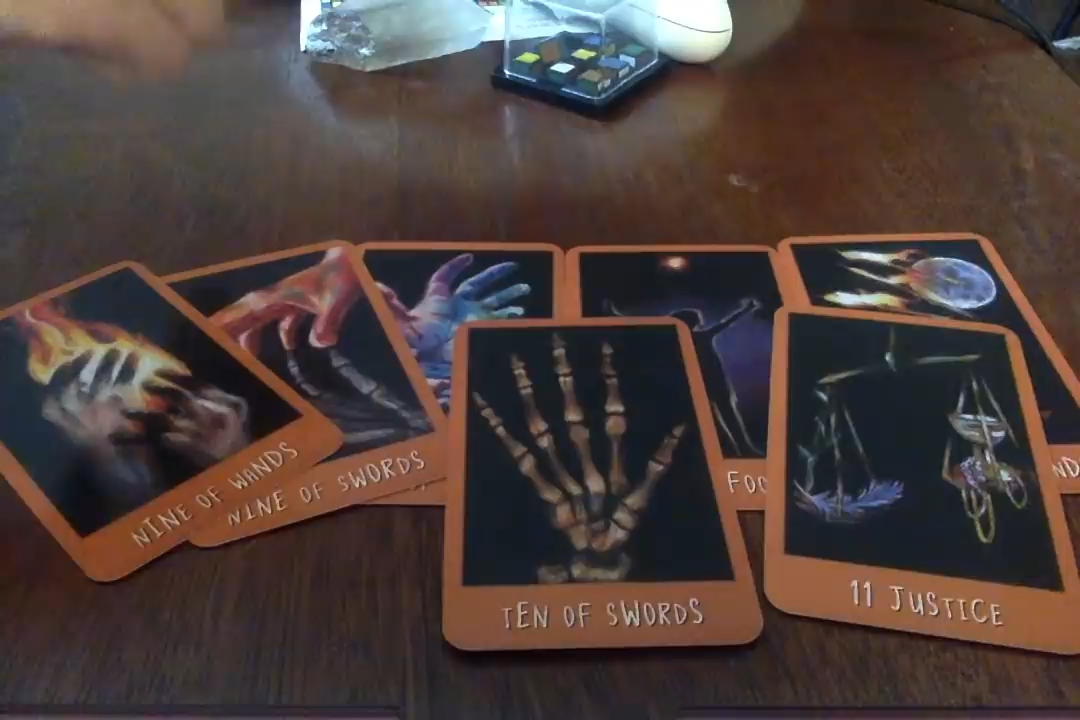 NINE OF WANDS
NINE OF SWORDS
TEN OF SWORDS
11 JUSTICE